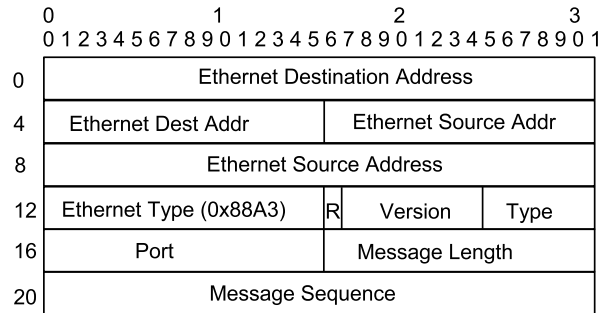 0 1 2 3
0 1 2 3 4 5 6 7 8 9 0 1 2 3 4 5 6 7 8 9 0 1 2 3 4 5 6 7 8 9 0 1
0 Ethernet Destination Address
4 Ethernet Dest Addr Ethernet Source Addr
8 Ethernet Source Address
12 Ethernet Type (0x88A3) R Version Type
16 Port Message Length
20 Message Sequence